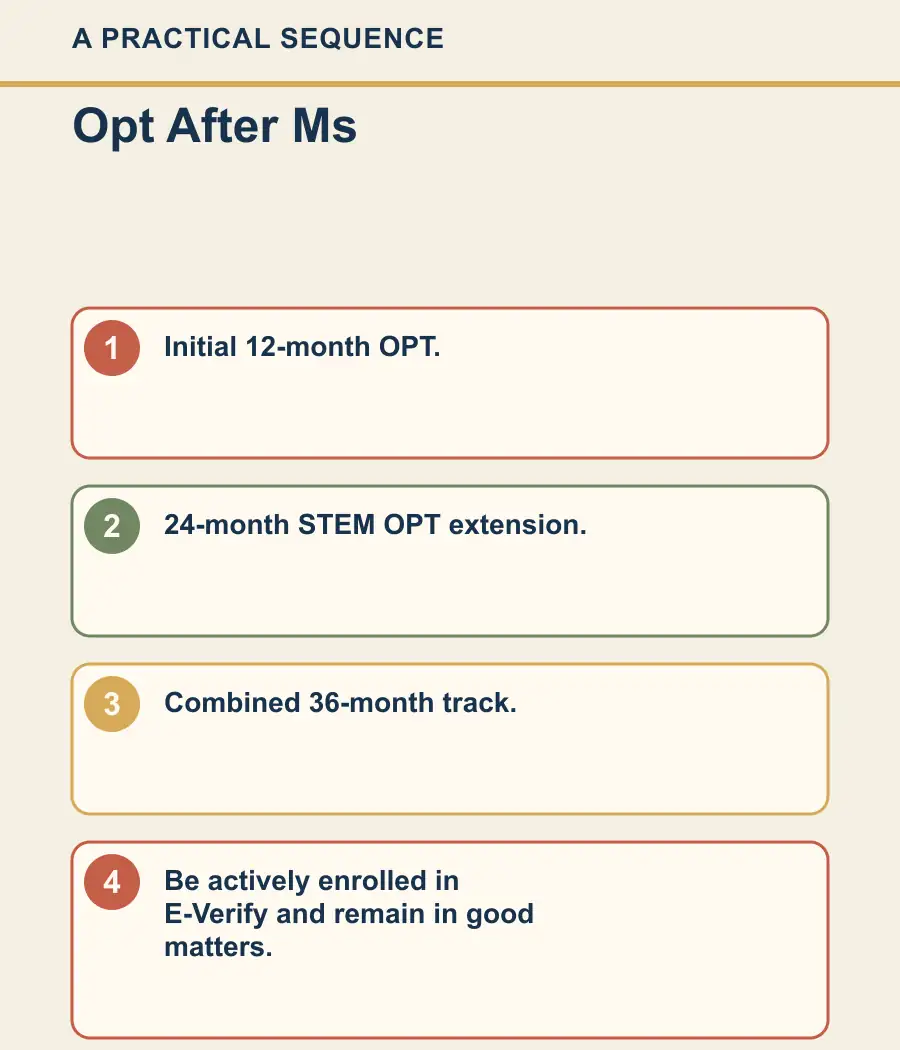 A PRACTICAL SEQUENCE
Opt After Ms
1 Initial 12-month OPT.
2 24-month STEM OPT extension.
3 Combined 36-month track.
4 Be actively enrolled in
E-Verify and remain in good
matters.